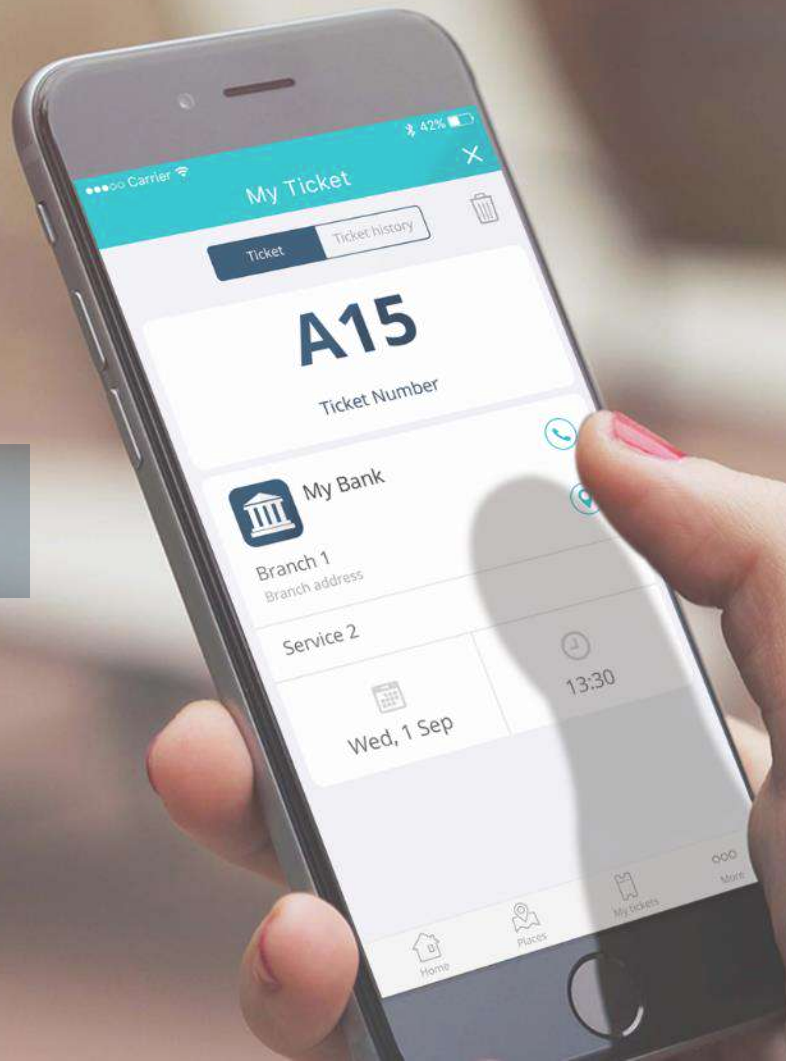 Carrier 42%
My Ticket
Ticket Ticket history
A15
Ticket Number
My Bank
Branch 1
Branch address
Service 2
Wed, 1 Sep 13:30
Home Places My tickets More